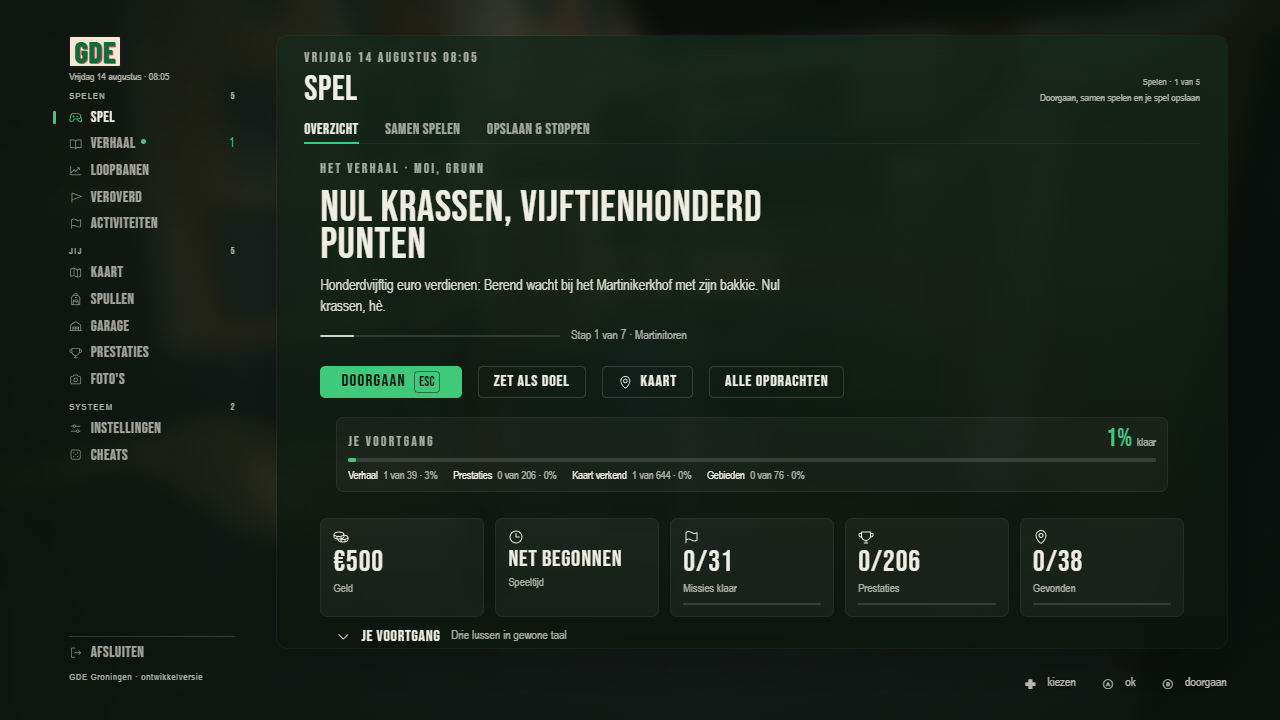 GDE
Vrijdag 14 augustus · 08:05
SPELEN 5
SPEL
VERHAAL 1
LOOPBANEN
VEROVERD
ACTIVITEITEN
JIJ 5
KAART
SPULLEN
GARAGE
PRESTATIES
FOTO'S
SYSTEEM 2
INSTELLINGEN
CHEATS
AFSLUITEN
GDE Groningen · ontwikkelversie
VRIJDAG 14 AUGUSTUS 08:05
SPEL
Spelen · 1 van 5
Doorgaan, samen spelen en je spel opslaan
OVERZICHT SAMEN SPELEN OPSLAAN & STOPPEN
HET VERHAAL · MOI, GRUNN
NUL KRASSEN, VIJFTIENHONDERD
PUNTEN
Honderdvijftig euro verdienen: Berend wacht bij het Martinikerkhof met zijn bakkie. Nul
krassen, hè.
Stap 1 van 7 · Martinitoren
DOORGAAN ESC ZET ALS DOEL KAART ALLE OPDRACHTEN
JE VOORTGANG 1% klaar
Verhaal 1 van 39 · 3% Prestaties 0 van 206 · 0% Kaart verkend 1 van 644 · 0% Gebieden 0 van 76 · 0%
€500 NET BEGONNEN 0/31 0/206 0/38
Geld Speeltijd Missies klaar Prestaties Gevonden
JE VOORTGANG Drie lussen in gewone taal
kiezen A ok B doorgaan